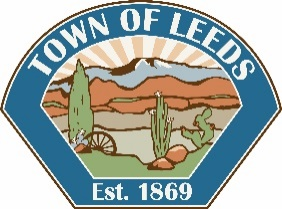 TOWN OF LEEDS
Est. 1869